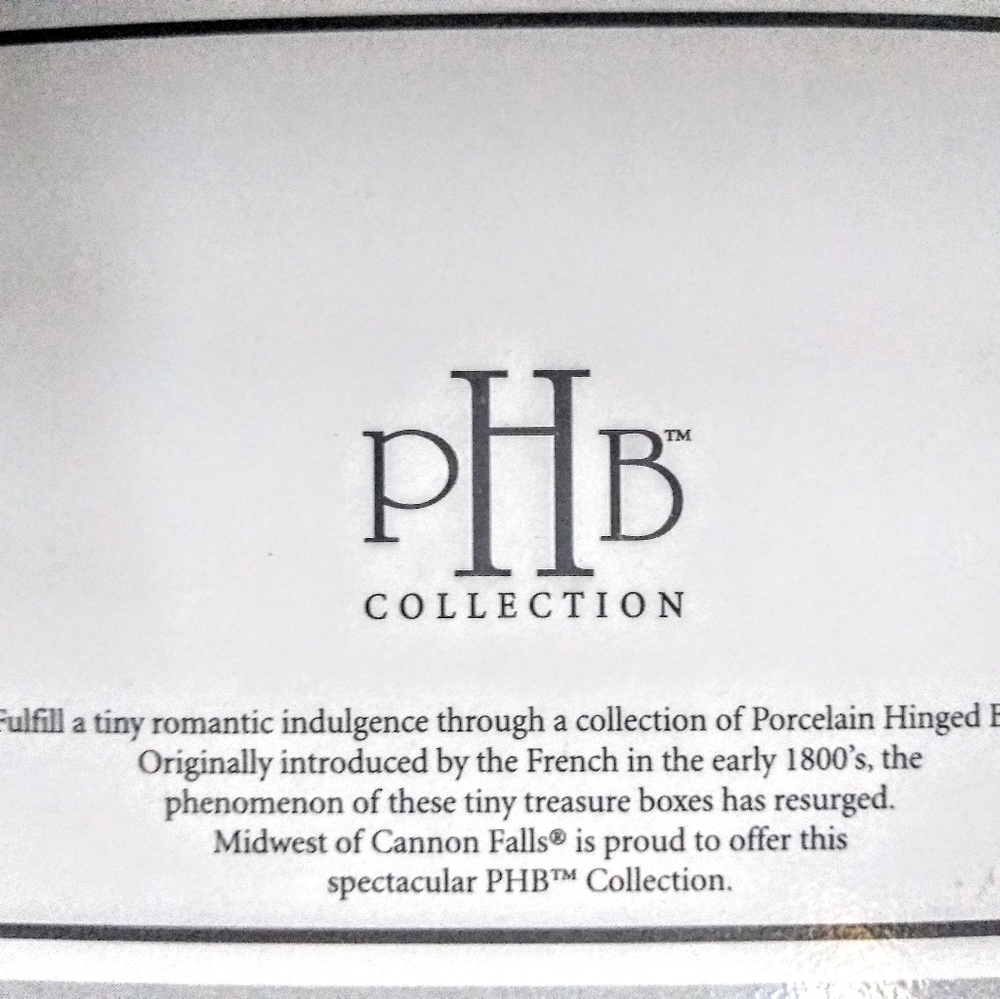 PHB™
COLLECTION
Fulfill a tiny romantic indulgence through a collection of Porcelain Hinged
Originally introduced by the French in the early 1800's, the
phenomenon of these tiny treasure boxes has resurged.
Midwest of Cannon Falls® is proud to offer this
spectacular PHB™ Collection.